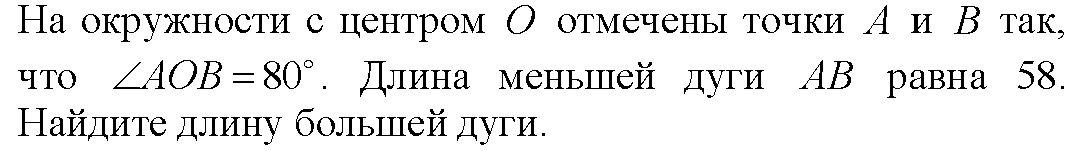 На окружности с центром O отмечены точки A и B так,
что ∠AOB = 80°. Длина меньшей дуги AB равна 58.
Найдите длину большей дуги.